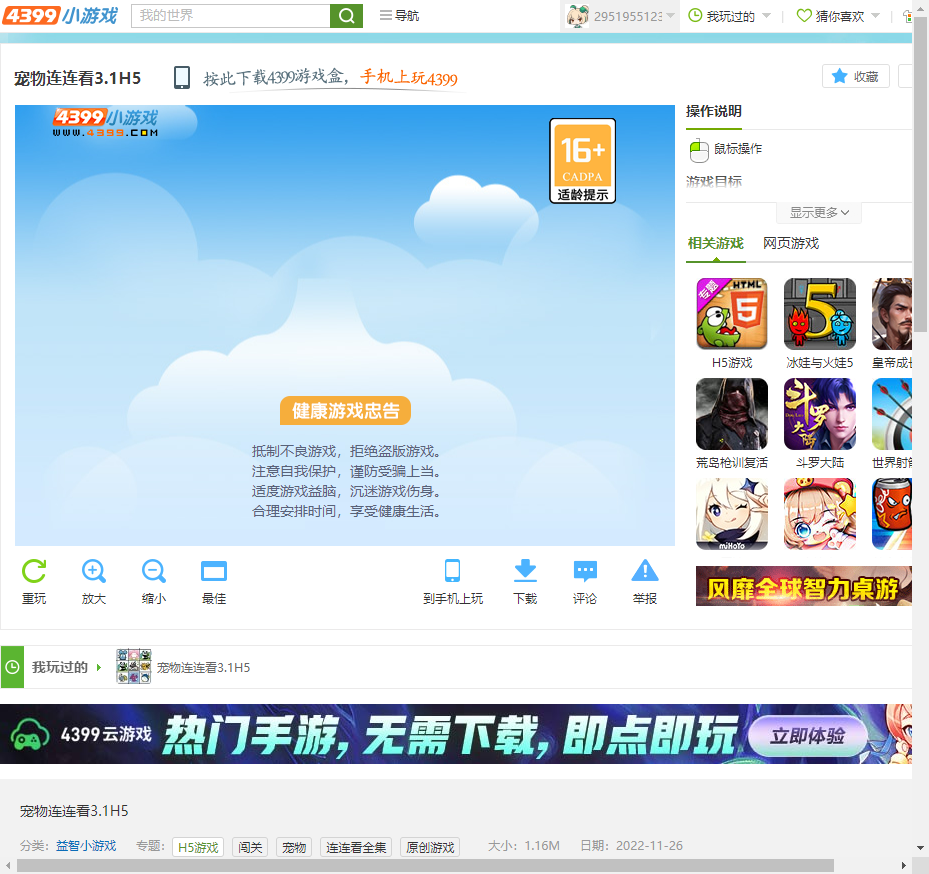 4399小游戏
我的世界
导航
2951955123
我玩过的
猜你喜欢
宠物连连看3.1H5
按此下载4399游戏盒，手机上玩4399
收藏
4399小游戏
WWW.4399.COM
16+
CADPA
适龄提示
健康游戏忠告
抵制不良游戏，拒绝盗版游戏。
注意自我保护，谨防受骗上当。
适度游戏益脑，沉迷游戏伤身。
合理安排时间，享受健康生活。
操作说明
鼠标操作
游戏目标
显示更多
相关游戏
网页游戏
专题
HTML
5
H5游戏
5
冰娃与火娃5
皇帝成长
荒岛枪训复活
斗罗大陆
斗罗大陆
世界射箭
miHoYo
风靡全球智力桌游
重玩
放大
缩小
最佳
到手机上玩
下载
评论
举报
我玩过的
宠物连连看3.1H5
4399云游戏
热门手游, 无需下载, 即点即玩
立即体验
宠物连连看3.1H5
分类：益智小游戏 专题：H5游戏 闯关 宠物 连连看全集 原创游戏 大小：1.16M 日期：2022-11-26